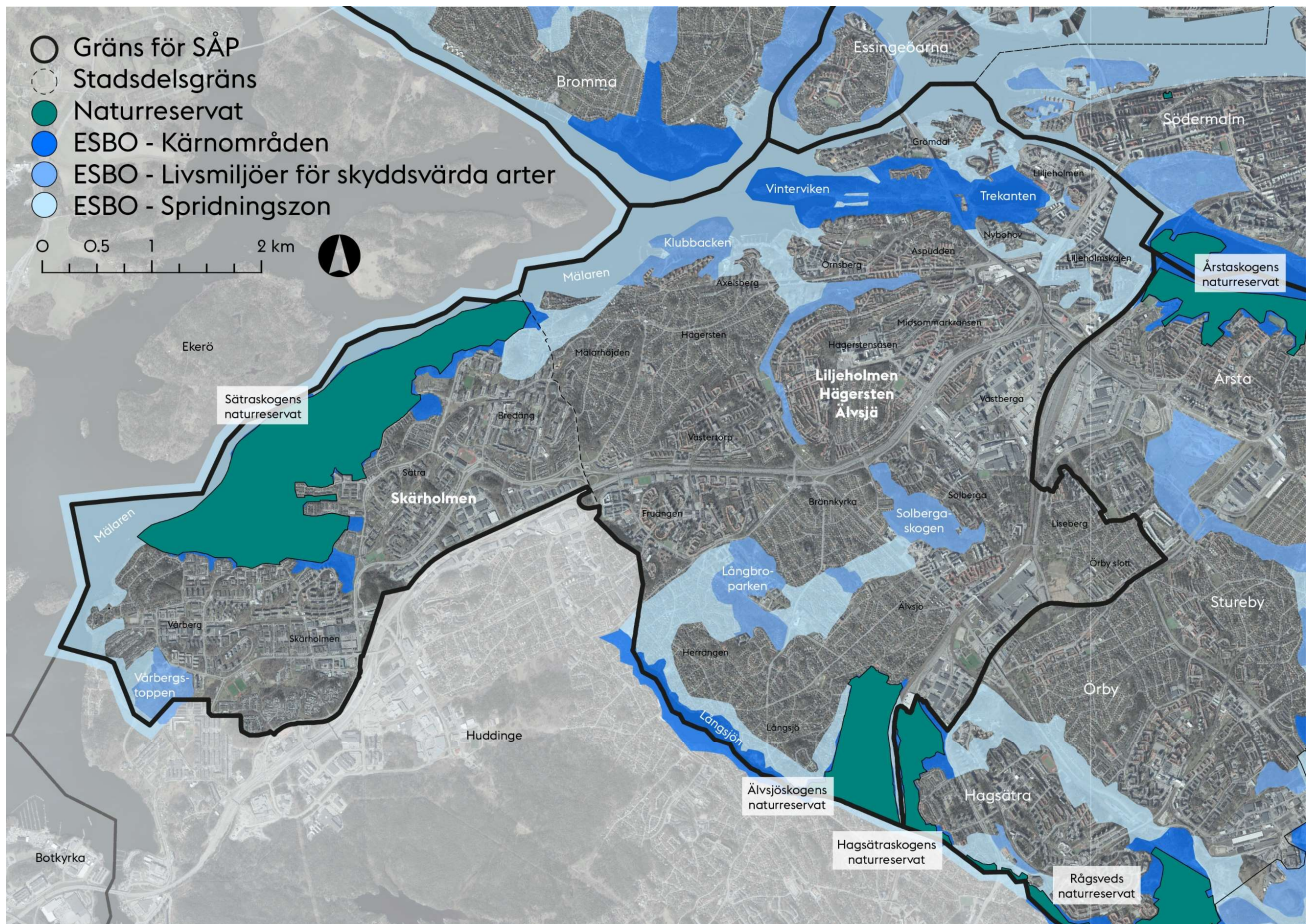 Gräns för SÅP
Stadsdelsgräns
Naturreservat
ESBO - Kärnområden
ESBO - Livsmiljöer för skyddsvärda arter
ESBO - Spridningszon
0 0.5 1 2 km
Bromma
Essingeöarna
Södermalm
Gröndal
Liljeholmen
Vinterviken
Trekanten
Nybohov
Klubbacken
Örnsberg
Aspudden
Liljeholmskajen
Årstaskogens
naturreservat
Mälaren
Axelsberg
Ekerö
Hägersten
Midsommarkransen
Mälarhöjden
Hägerstensåsen
Årsta
Liljeholmen
Hägersten
Älvsjö
Sätraskogens
naturreservat
Bredäng
Västberga
Västertorp
Sätra
Skärholmen
Mälaren
Fruängen
Brännkyrka
Solberga
Solberga-
skogen
Liseberg
Örby slott
Långbro-
parken
Stureby
Älvsjö
Vårberg
Skärholmen
Herrängen
Vårbergs-
toppen
Örby
Långsjön
Långsjö
Huddinge
Älvsjöskogens
naturreservat
Hagsätra
Hagsätraskogens
naturreservat
Botkyrka
Rågsveds
naturreservat